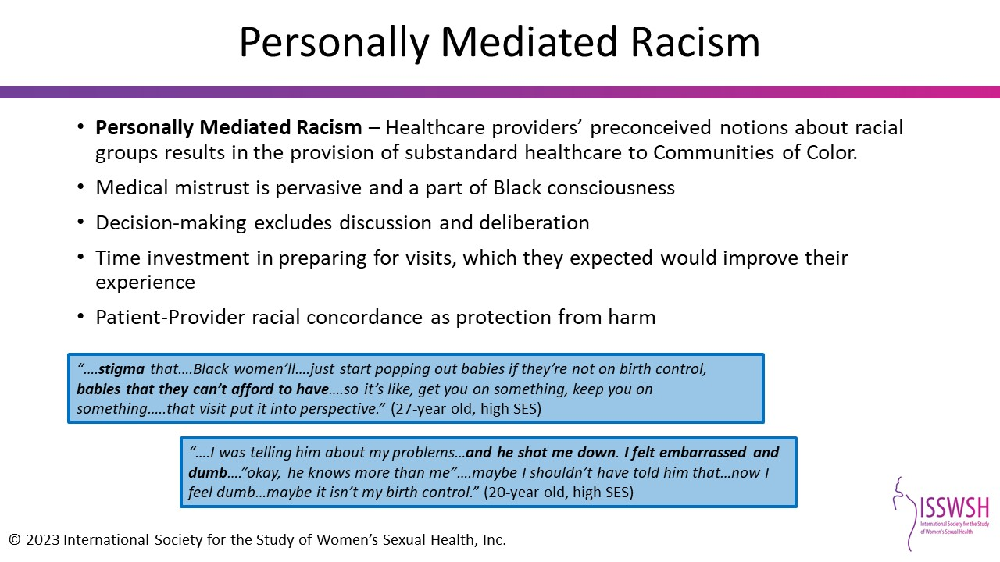 Personally Mediated Racism
• Personally Mediated Racism – Healthcare providers’ preconceived notions about racial
groups results in the provision of substandard healthcare to Communities of Color.
• Medical mistrust is pervasive and a part of Black consciousness
• Decision-making excludes discussion and deliberation
• Time investment in preparing for visits, which they expected would improve their
experience
• Patient-Provider racial concordance as protection from harm
“....stigma that....Black women’ll....just start popping out babies if they’re not on birth control,
babies that they can’t afford to have....so it’s like, get you on something, keep you on
something.....that visit put it into perspective.” (27-year old, high SES)
“....I was telling him about my problems...and he shot me down. I felt embarrassed and
dumb....”okay, he knows more than me”....maybe I shouldn’t have told him that...now I
feel dumb...maybe it isn’t my birth control.” (20-year old, high SES)
ISSWSH
International Society for the Study
of Women's Sexual Health
© 2023 International Society for the Study of Women’s Sexual Health, Inc.